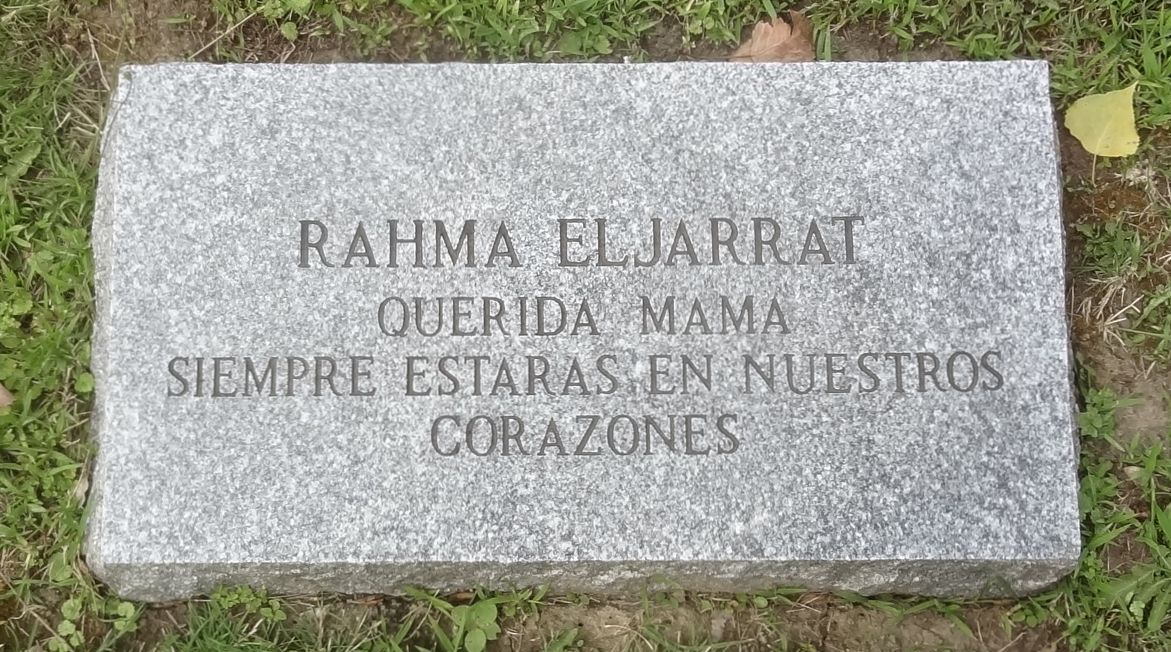 RAHMA ELJARRAT
QUERIDA MAMA
SIEMPRE ESTARAS EN NUESTROS
CORAZONES